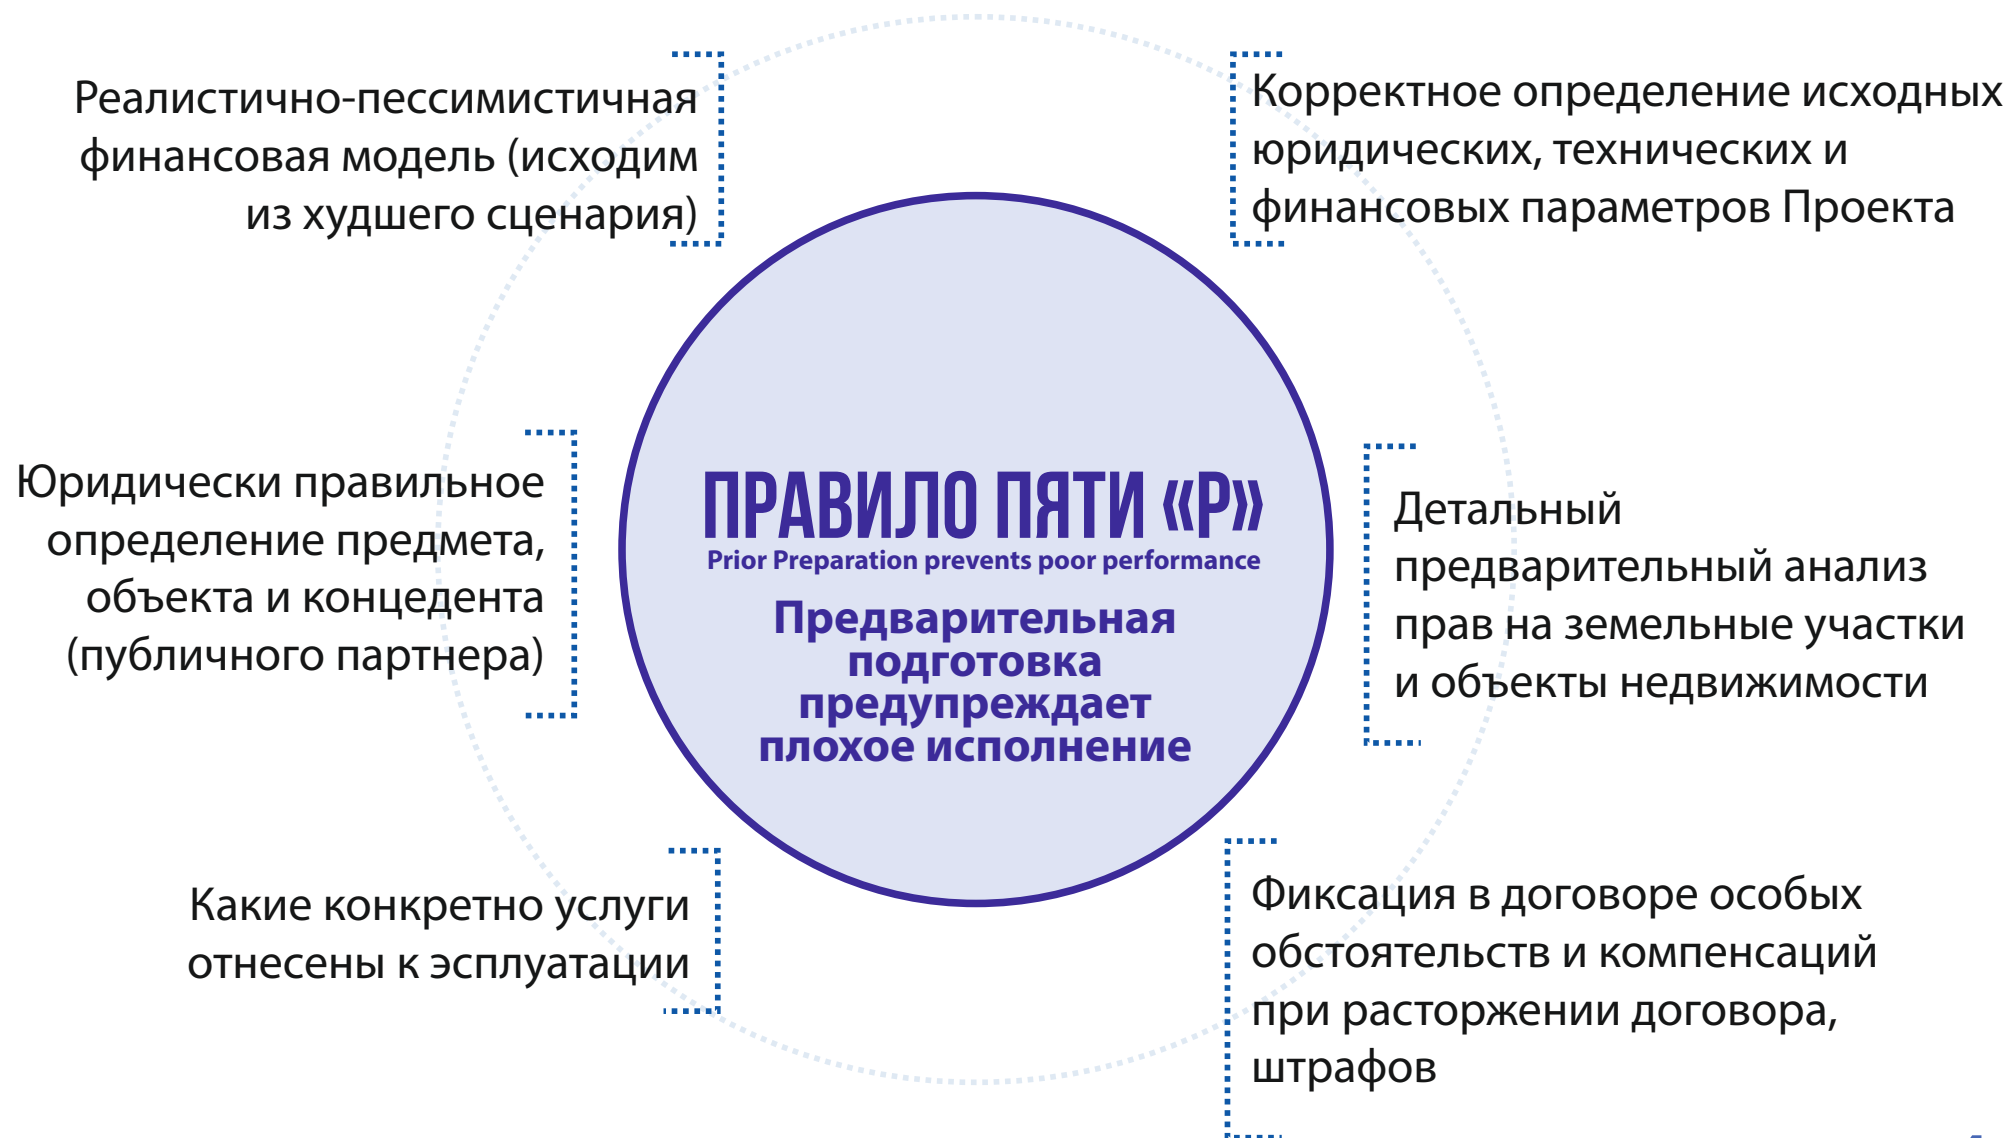 Реалистично-пессимистичная
финансовая модель (исходим
из худшего сценария)
Корректное определение исходных
юридических, технических и
финансовых параметров Проекта
Юридически правильное
определение предмета,
объекта и концедента
(публичного партнера)
ПРАВИЛО ПЯТИ «Р»
Prior Preparation prevents poor performance
Предварительная
подготовка
предупреждает
плохое исполнение
Детальный
предварительный анализ
прав на земельные участки
и объекты недвижимости
Какие конкретно услуги
отнесены к эсплуатации
Фиксация в договоре особых
обстоятельств и компенсаций
при расторжении договора,
штрафов